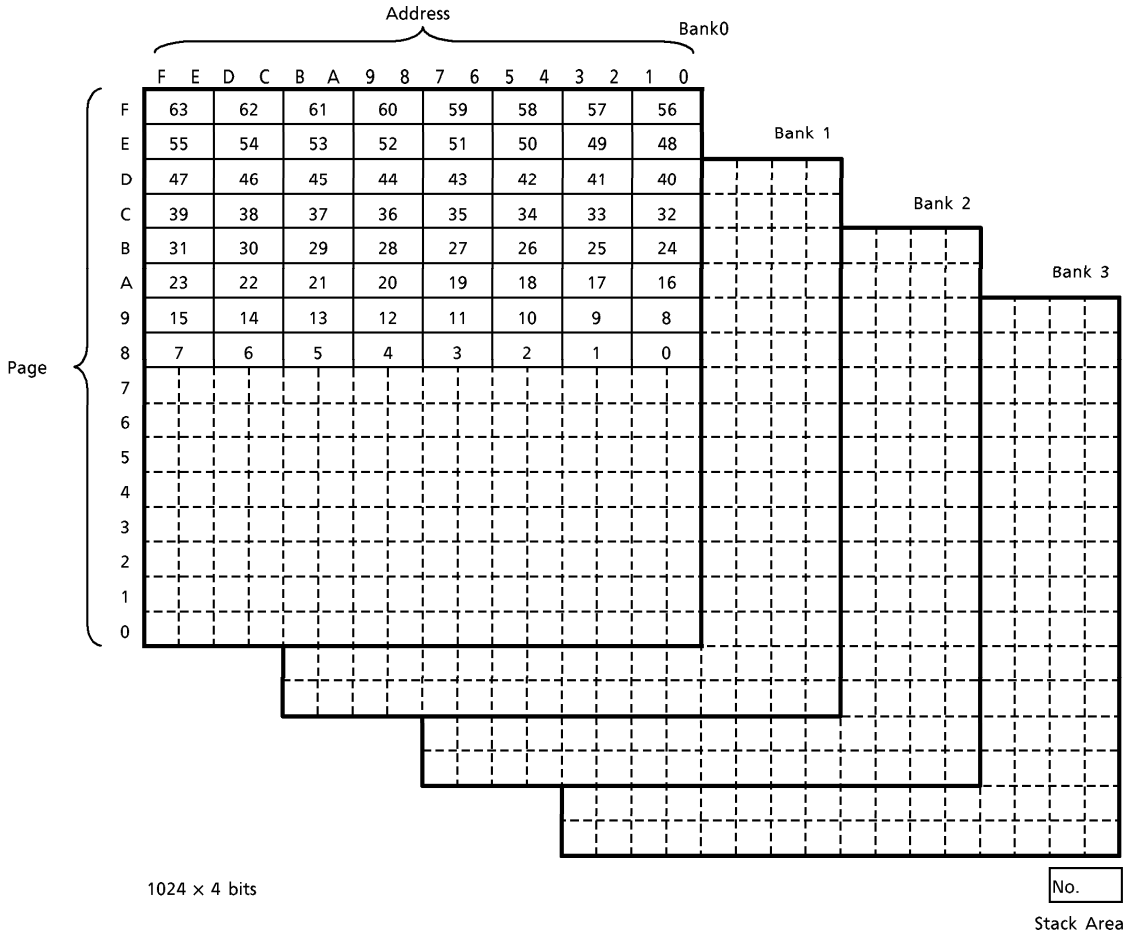 Address
Bank0
F E D C B A 9 8 7 6 5 4 3 2 1 0
F 63 62 61 60 59 58 57 56
E 55 54 53 52 51 50 49 48
Bank 1
D 47 46 45 44 43 42 41 40
C 39 38 37 36 35 34 33 32
Bank 2
B 31 30 29 28 27 26 25 24
A 23 22 21 20 19 18 17 16
Bank 3
9 15 14 13 12 11 10 9 8
8 7 6 5 4 3 2 1 0
Page
7
6
5
4
3
2
1
0
1024 × 4 bits
No.
Stack Area